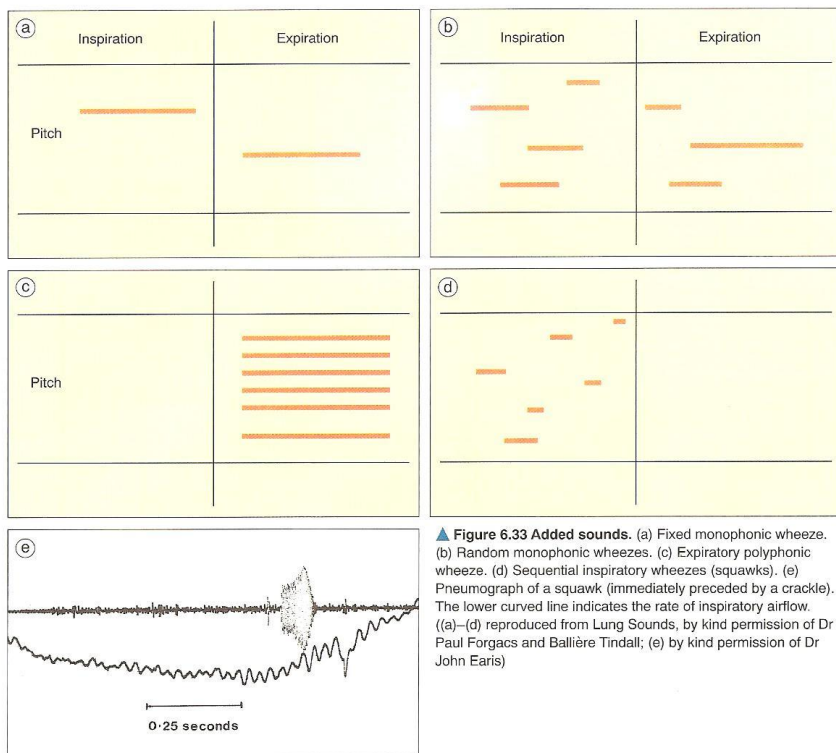 a
Inspiration
Expiration
Pitch
b
Inspiration
Expiration
c
Pitch
d
e
0·25 seconds
▲ Figure 6.33 Added sounds. (a) Fixed monophonic wheeze.
(b) Random monophonic wheezes. (c) Expiratory polyphonic
wheeze. (d) Sequential inspiratory wheezes (squawks). (e)
Pneumograph of a squawk (immediately preceded by a crackle).
The lower curved line indicates the rate of inspiratory airflow.
((a)–(d) reproduced from Lung Sounds, by kind permission of Dr
Paul Forgacs and Ballière Tindall; (e) by kind permission of Dr
John Earis)